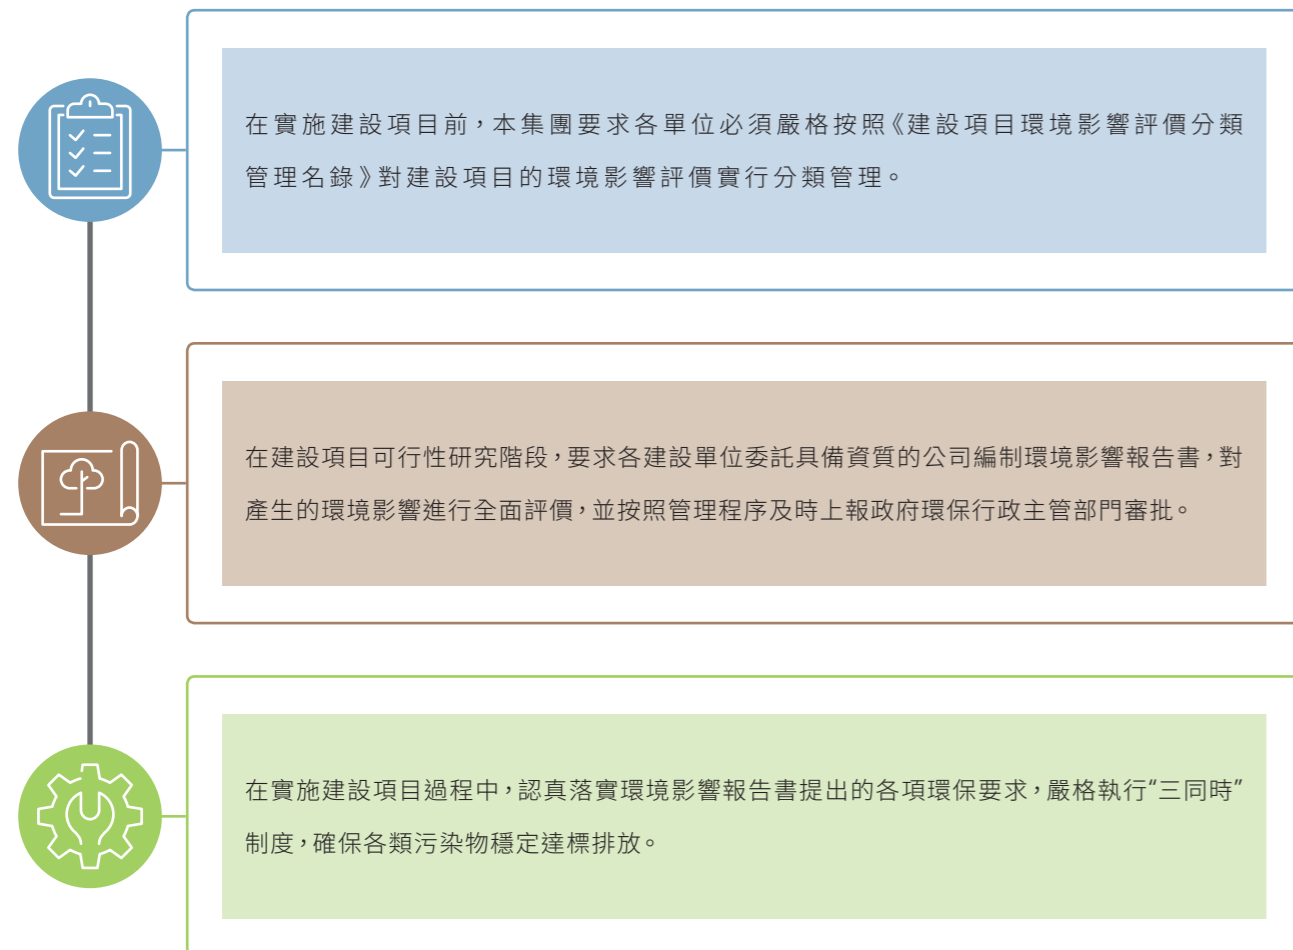 在實施建設項目前，本集團要求各單位必須嚴格按照《建設項目環境影響評價分類
管理名錄》對建設項目的環境影響評價實行分類管理。
在建設項目可行性研究階段，要求各建設單位委託具備資質的公司編制環境影響報告書，對
產生的環境影響進行全面評價，並按照管理程序及時上報政府環保行政主管部門審批。
在實施建設項目過程中，認真落實環境影響報告書提出的各項環保要求，嚴格執行“三同時”
制度，確保各類污染物穩定達標排放。